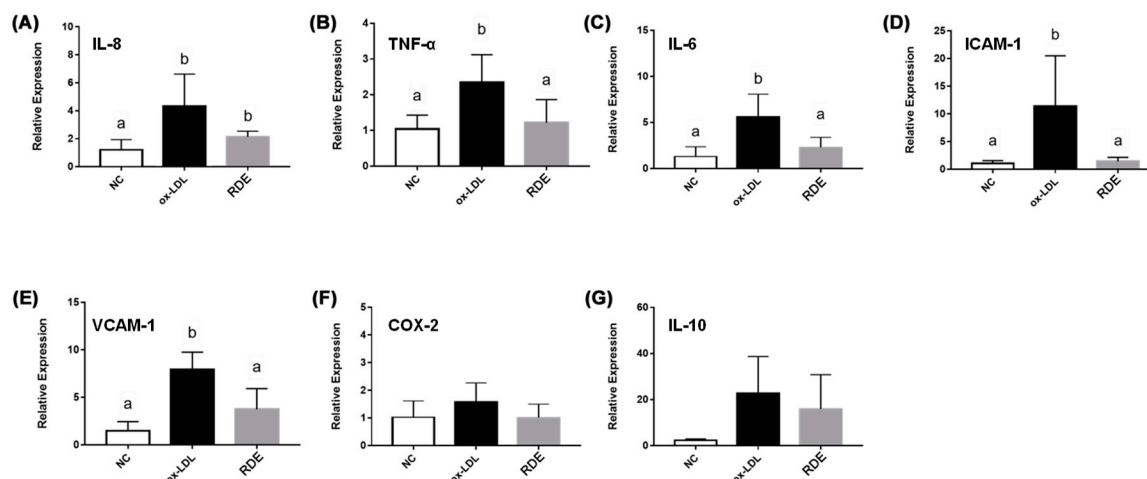 (A)
IL-8
Relative Expression
10
8
6
4
2
0
a
b
b
NC
ox-LDL
RDE
(B)
TNF-α
Relative Expression
4
3
2
1
0
a
b
a
NC
ox-LDL
RDE
(C)
IL-6
Relative Expression
15
10
5
0
a
b
a
NC
ox-LDL
RDE
(D)
ICAM-1
Relative Expression
25
20
15
10
5
0
a
b
a
NC
ox-LDL
RDE
(E)
VCAM-1
Relative Expression
15
10
5
0
a
b
a
NC
ox-LDL
RDE
(F)
COX-2
Relative Expression
5
4
3
2
1
0
NC
ox-LDL
RDE
(G)
IL-10
Relative Expression
60
40
20
0
NC
ox-LDL
RDE